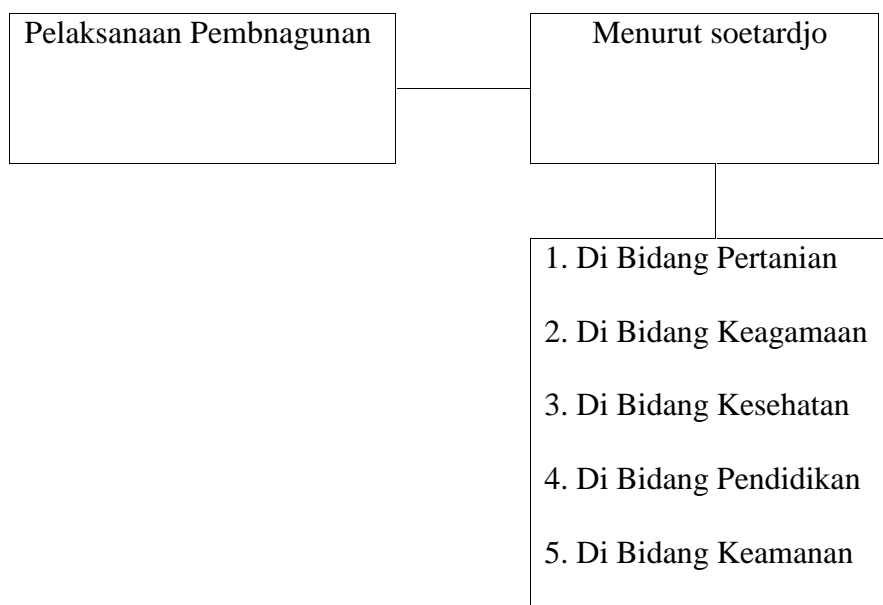 Pelaksanaan Pembnagunan
Menurut soetardjo
1. Di Bidang Pertanian
2. Di Bidang Keagamaan
3. Di Bidang Kesehatan
4. Di Bidang Pendidikan
5. Di Bidang Keamanan